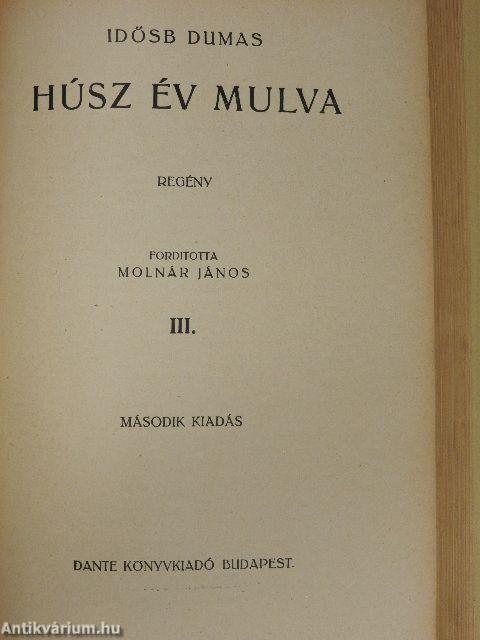 IDŐSB DUMAS
HÚSZ ÉV MULVA
REGÉNY
FORDITOTTA
MOLNÁR JÁNOS
III.
MÁSODIK KIADÁS
DANTE KÖNYVKIADÓ BUDAPEST.
Antikvárium.hu